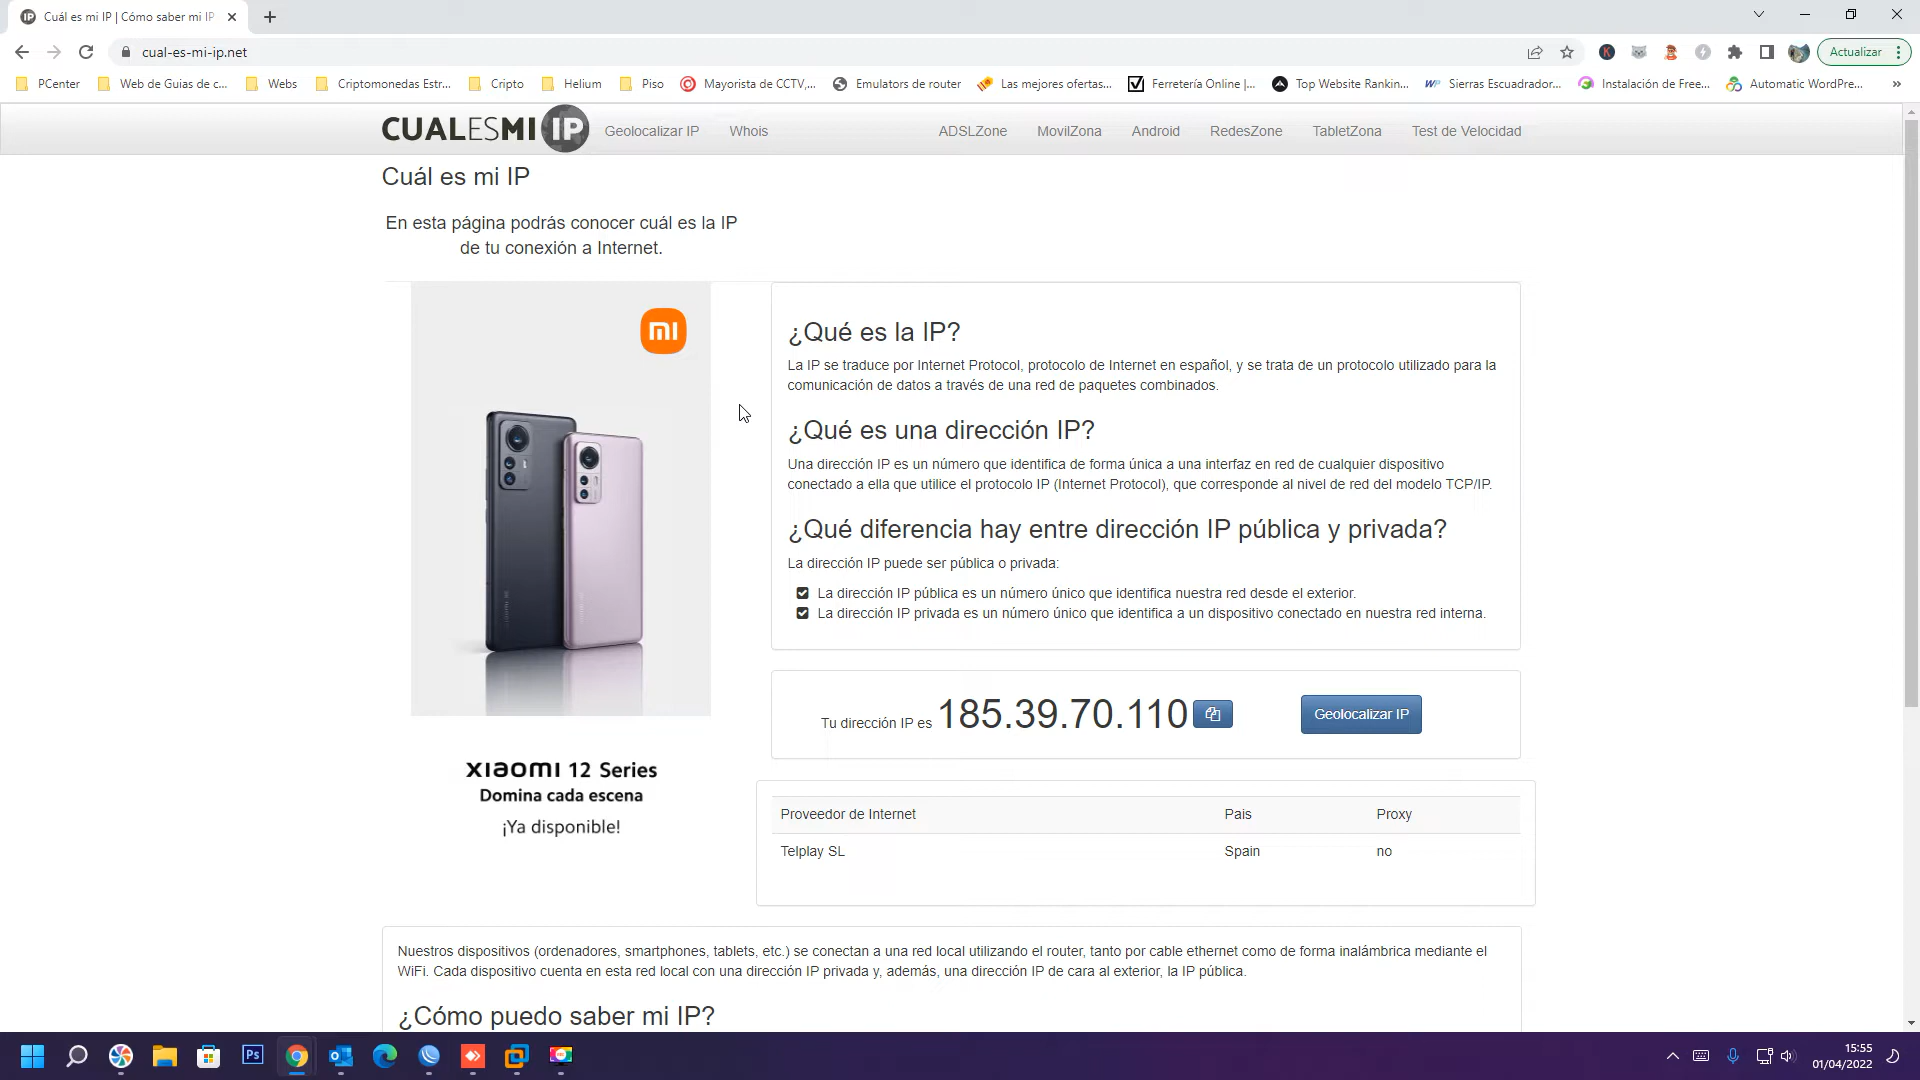 Cuál es mi IP | Cómo saber mi IP
cual-es-mi-ip.net
Actualizar
PCenter
Web de Guias de c...
Webs
Criptomonedas Estr...
Cripto
Helium
Piso
Mayorista de CCTV,...
Emulators de router
Las mejores ofertas...
Ferretería Online |...
Top Website Rankin...
Sierras Escuadrador...
Instalación de Free...
Automatic WordPre...
»
CUALESMI IP
Geolocalizar IP
Whois
ADSLZone
MovilZona
Android
RedesZone
TabletZona
Test de Velocidad
Cuál es mi IP
En esta página podrás conocer cuál es la IP
de tu conexión a Internet.
mi
xiaomi 12 Series
Domina cada escena
¡Ya disponible!
¿Qué es la IP?
La IP se traduce por Internet Protocol, protocolo de Internet en español, y se trata de un protocolo utilizado para la
comunicación de datos a través de una red de paquetes combinados.
¿Qué es una dirección IP?
Una dirección IP es un número que identifica de forma única a una interfaz en red de cualquier dispositivo
conectado a ella que utilice el protocolo IP (Internet Protocol), que corresponde al nivel de red del modelo TCP/IP.
¿Qué diferencia hay entre dirección IP pública y privada?
La dirección IP puede ser pública o privada:
La dirección IP pública es un número único que identifica nuestra red desde el exterior.
La dirección IP privada es un número único que identifica a un dispositivo conectado en nuestra red interna.
Tu dirección IP es 185.39.70.110
Geolocalizar IP
Proveedor de Internet Pais Proxy
Telplay SL Spain no
Nuestros dispositivos (ordenadores, smartphones, tablets, etc.) se conectan a una red local utilizando el router, tanto por cable ethernet como de forma inalámbrica mediante el
WiFi. Cada dispositivo cuenta en esta red local con una dirección IP privada y, además, una dirección IP de cara al exterior, la IP pública.
¿Cómo puedo saber mi IP?
Ps
15:55
01/04/2022